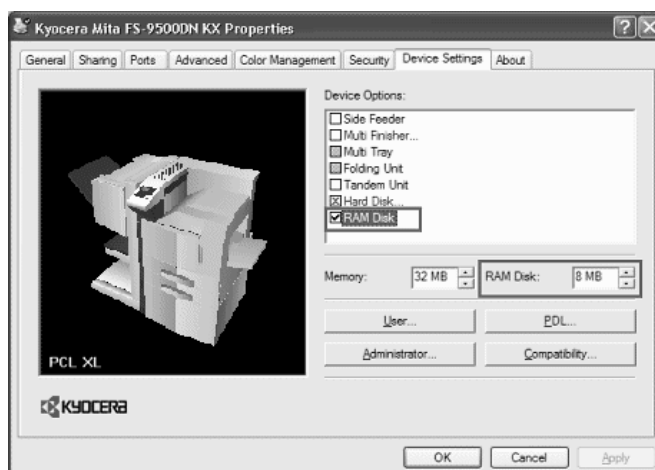 Kyocera Mita FS-9500DN KX Properties
General Sharing Ports Advanced Color Management Security Device Settings About
Device Options:
Side Feeder
Multi Finisher...
Multi Tray
Folding Unit
Tandem Unit
Hard Disk...
RAM Disk
Memory: 32 MB RAM Disk: 8 MB
User... PDL...
Administrator... Compatibility...
PCL XL
KYOCERA
OK Cancel Apply